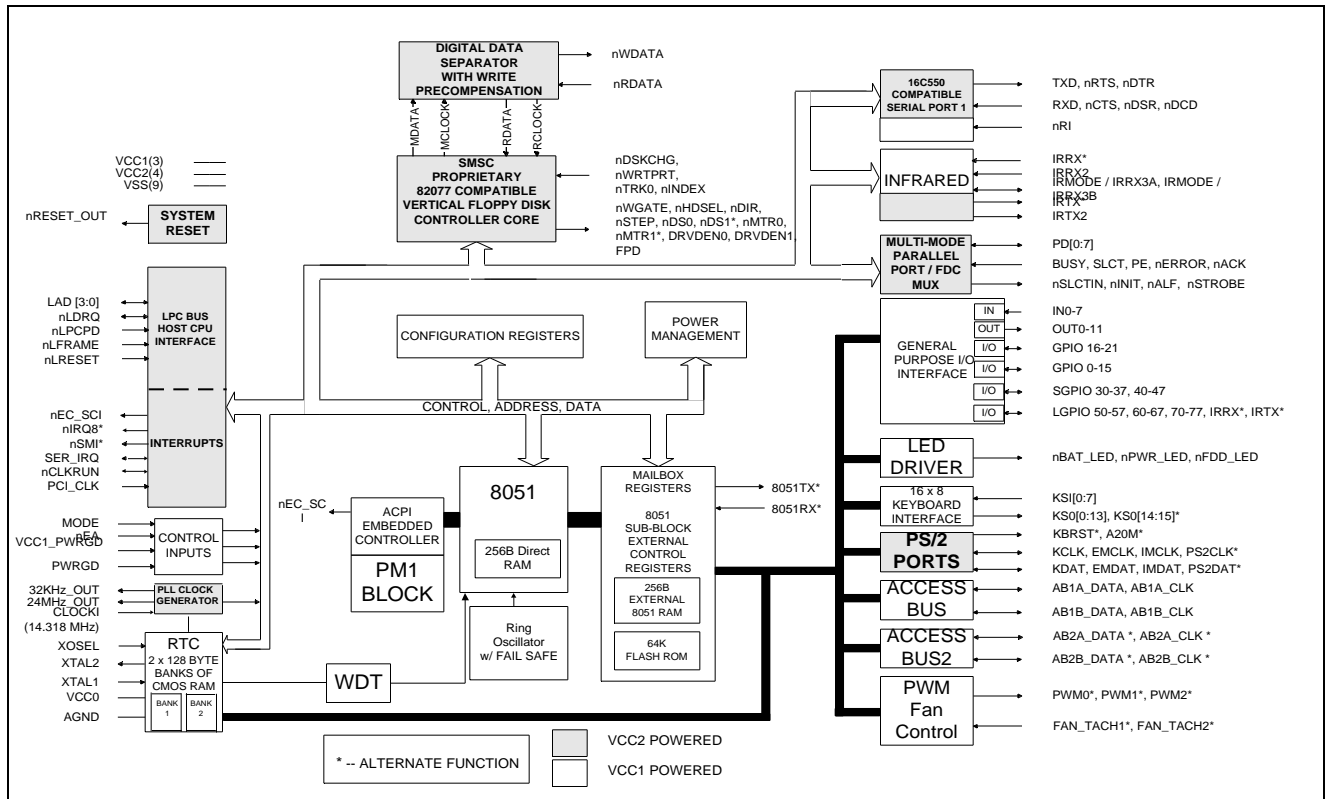 DIGITAL DATA
SEPARATOR
WITH WRITE
PRECOMPENSATION
nWDATA
nRDATA
MDATA
MCLOCK
RDATA
RCLOCK
SMSC
PROPRIETARY
82077 COMPATIBLE
VERTICAL FLOPPY DISK
CONTROLLER CORE
nDSKCHG,
nWRTPRT,
nTRK0, nINDEX
nWGATE, nHDSEL, nDIR,
nSTEP, nDS0, nDS1*, nMTR0,
nMTR1*, DRVDEN0, DRVDEN1,
FPD
16C550
COMPATIBLE
SERIAL PORT 1
TXD, nRTS, nDTR
RXD, nCTS, nDSR, nDCD
nRI
INFRARED
IRRX*
IRRX2
IRMODE / IRRX3A, IRMODE /
IRRX3B
IRTX*
IRTX2
MULTI-MODE
PARALLEL
PORT / FDC
MUX
PD[0:7]
BUSY, SLCT, PE, nERROR, nACK
nSLCTIN, nINIT, nALF, nSTROBE
VCC1(3)
VCC2(4)
VSS(9)
nRESET_OUT
SYSTEM
RESET
LAD [3:0]
nLDRQ
nLPCPD
nLFRAME
nLRESET
LPC BUS
HOST CPU
INTERFACE
nEC_SCI
nIRQ8*
nSMI*
SER_IRQ
nCLKRUN
PCI_CLK
INTERRUPTS
CONFIGURATION REGISTERS
POWER
MANAGEMENT
CONTROL, ADDRESS, DATA
GENERAL
PURPOSE I/O
INTERFACE
IN
OUT
I/O
I/O
I/O
I/O
IN0-7
OUT0-11
GPIO 16-21
GPIO 0-15
SGPIO 30-37, 40-47
LGPIO 50-57, 60-67, 70-77, IRRX*, IRTX*
MODE
nEA
VCC1_PWRGD
PWRGD
CONTROL
INPUTS
32KHz_OUT
24MHz_OUT
CLOCKI
(14.318 MHz)
PLL CLOCK
GENERATOR
XOSEL
XTAL2
XTAL1
VCC0
AGND
RTC
2 x 128 BYTE
BANKS OF
CMOS RAM
BANK
1
BANK
2
nEC_SC
I
ACPI
EMBEDDED
CONTROLLER
PM1
BLOCK
8051
256B Direct
RAM
Ring
Oscillator
w/ FAIL SAFE
WDT
MAILBOX
REGISTERS
8051
SUB-BLOCK
EXTERNAL
CONTROL
REGISTERS
256B
EXTERNAL
8051 RAM
64K
FLASH ROM
8051TX*
8051RX*
LED
DRIVER
nBAT_LED, nPWR_LED, nFDD_LED
16 x 8
KEYBOARD
INTERFACE
KSI[0:7]
KS0[0:13], KS0[14:15]*
PS/2
PORTS
KBRST*, A20M*
KCLK, EMCLK, IMCLK, PS2CLK*
KDAT, EMDAT, IMDAT, PS2DAT*
ACCESS
BUS
AB1A_DATA, AB1A_CLK
AB1B_DATA, AB1B_CLK
ACCESS
BUS2
AB2A_DATA *, AB2A_CLK *
AB2B_DATA *, AB2B_CLK *
PWM
Fan
Control
PWM0*, PWM1*, PWM2*
FAN_TACH1*, FAN_TACH2*
* -- ALTERNATE FUNCTION
VCC2 POWERED
VCC1 POWERED